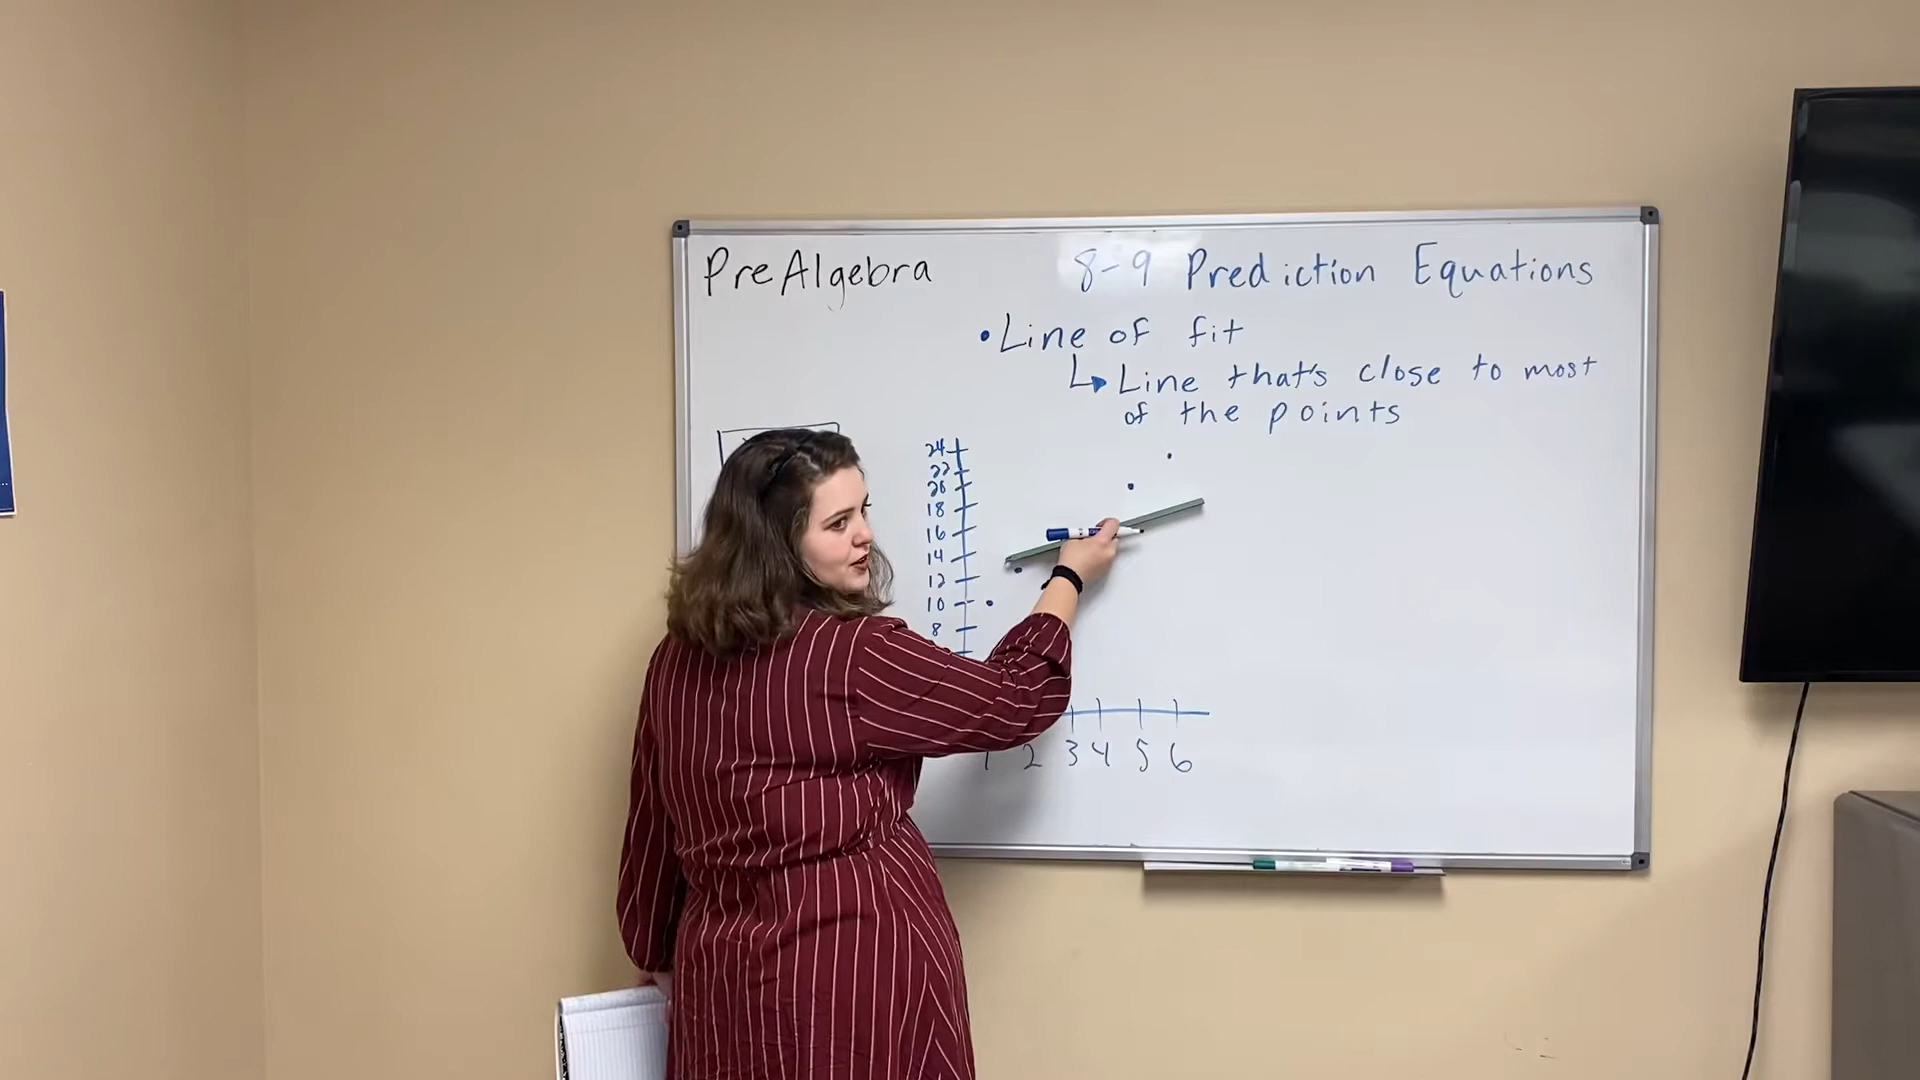 PreAlgebra
8-9 Prediction Equations
•Line of fit
Line that's close to most
of the points
24
22
20
18
16
14
12
10
8
1 2 3 4 5 6